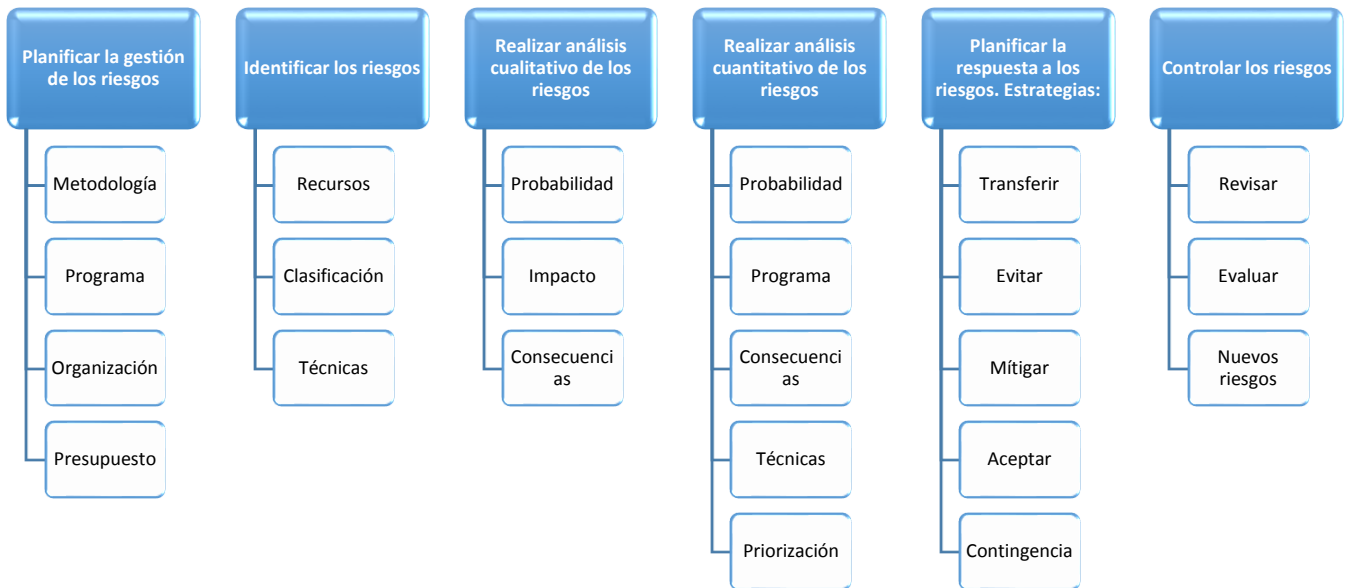 Planificar la gestión
de los riesgos
Metodología
Programa
Organización
Presupuesto
Identificar los riesgos
Recursos
Clasificación
Técnicas
Realizar análisis
cualitativo de los
riesgos
Probabilidad
Impacto
Consecuenci
as
Realizar análisis
cuantitativo de los
riesgos
Probabilidad
Programa
Consecuenci
as
Técnicas
Priorización
Planificar la
respuesta a los
riesgos. Estrategias:
Transferir
Evitar
Mítigar
Aceptar
Contingencia
Controlar los riesgos
Revisar
Evaluar
Nuevos
riesgos